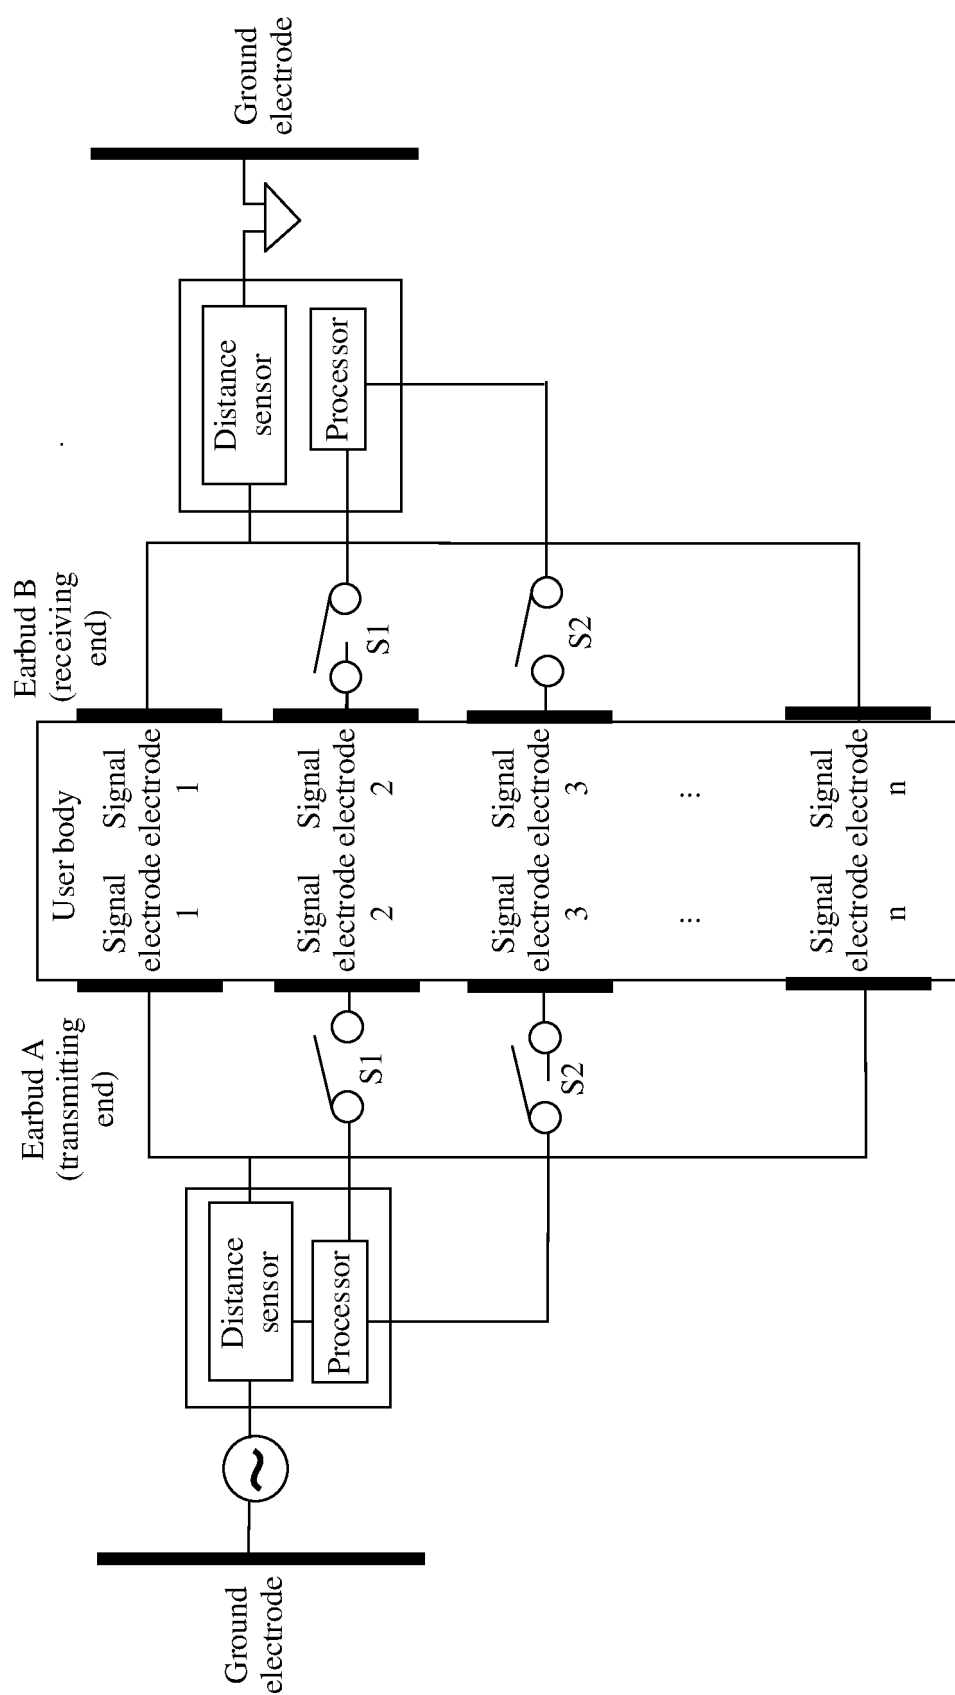 Earbud A
(transmitting
end)
Earbud B
(receiving
end)
User body
Ground
electrode
Distance
sensor
Processor
S1
S2
Signal
electrode
1
Signal
electrode
1
Signal
electrode
2
Signal
electrode
2
Signal
electrode
3
Signal
electrode
3
...
...
Signal
electrode
n
Signal
electrode
n
S1
S2
Distance
sensor
Processor
Ground
electrode